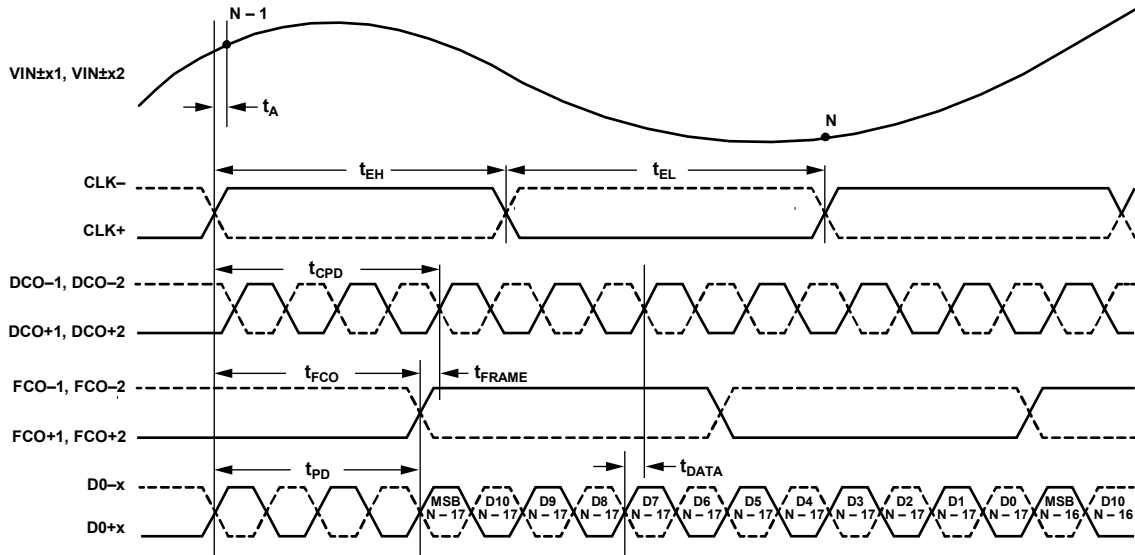 N – 1
VIN±x1, VIN±x2
tA
N
tEH
tEL
CLK–
CLK+
tCPD
DCO–1, DCO–2
DCO+1, DCO+2
tFCO
tFRAME
FCO–1, FCO–2
FCO+1, FCO+2
tPD
tDATA
D0–x
D0+x
MSB
N – 17
D10
N – 17
D9
N – 17
D8
N – 17
D7
N – 17
D6
N – 17
D5
N – 17
D4
N – 17
D3
N – 17
D2
N – 17
D1
N – 17
D0
N – 17
MSB
N – 16
D10
N – 16